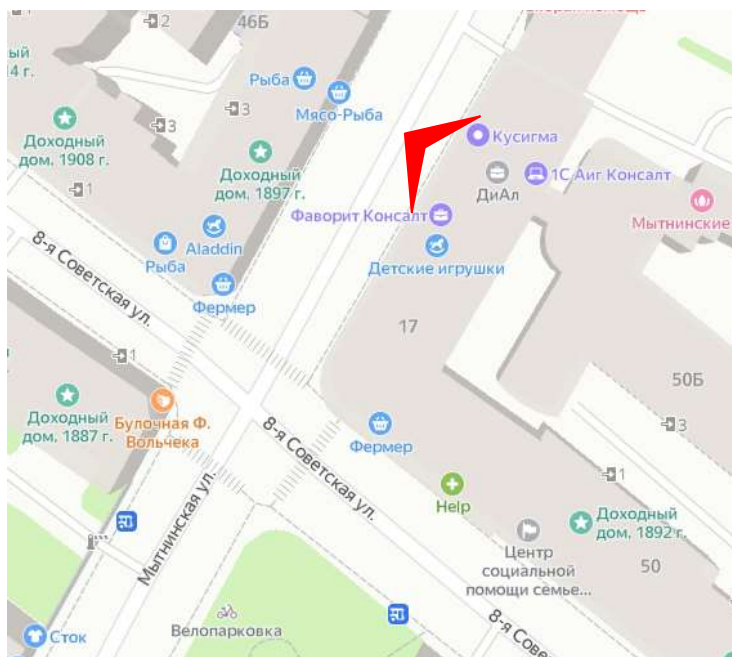 2
46Б
ый
14 г.
Рыба
3
Мясо-Рыба
3
Доходный
дом, 1908 г.
Доходный
дом, 1897 г.
1
Кусигма
ДиАл
1С Аиг Консалт
Мытнинские
Фаворит Консалт
Aladdin
Рыба
Детские игрушки
8-я Советская ул.
Фермер
17
1
50Б
Доходный
дом, 1887 г.
Булочная Ф.
Вольчека
8-я Советская ул.
Фермер
3
1
Мытнинская ул.
Help
Доходный
дом, 1892 г.
Центр
социальной
помощи семье...
50
Велопарковка
Сток
8-я Сов